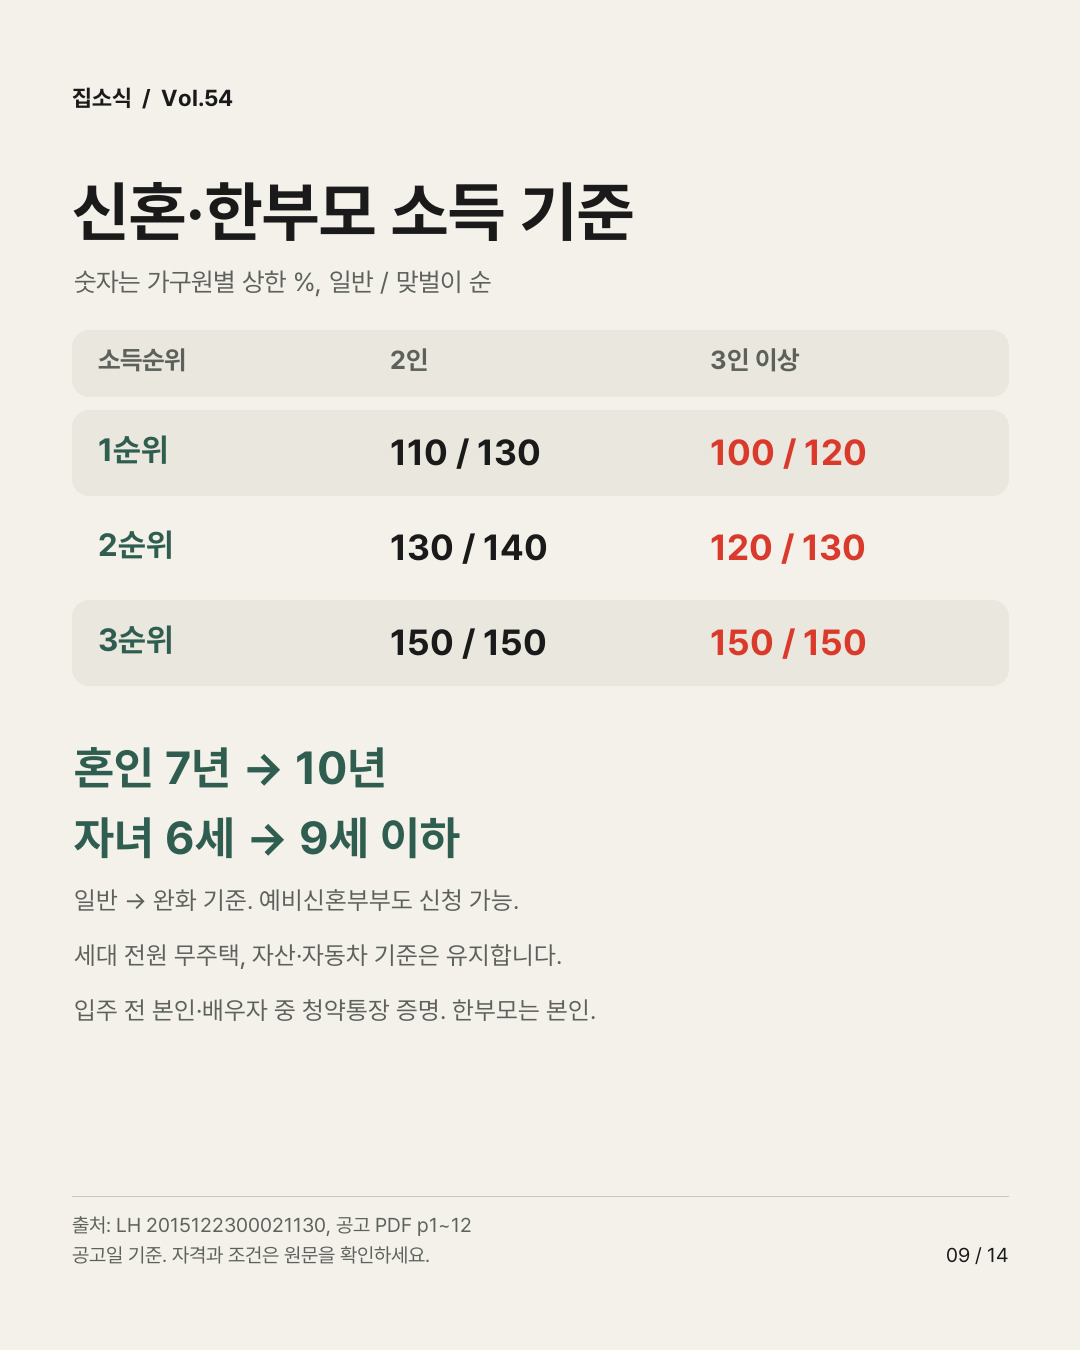 집소식 / Vol.54
신혼·한부모 소득 기준
숫자는 가구원별 상한 %, 일반 / 맞벌이 순
소득순위 2인 3인 이상
1순위 110 / 130 100 / 120
2순위 130 / 140 120 / 130
3순위 150 / 150 150 / 150
혼인 7년 → 10년
자녀 6세 → 9세 이하
일반 → 완화 기준. 예비신혼부부도 신청 가능.
세대 전원 무주택, 자산·자동차 기준은 유지합니다.
입주 전 본인·배우자 중 청약통장 증명. 한부모는 본인.
출처: LH 2015122300021130, 공고 PDF p1~12
공고일 기준. 자격과 조건은 원문을 확인하세요.
09 / 14